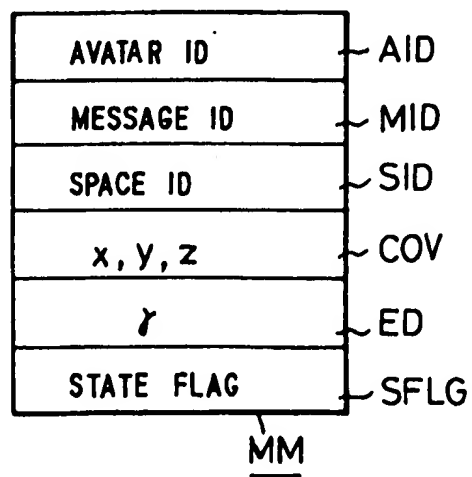 AVATAR ID AID
MESSAGE ID MID
SPACE ID SID
x, y, z COV
γ ED
STATE FLAG SFLG
MM